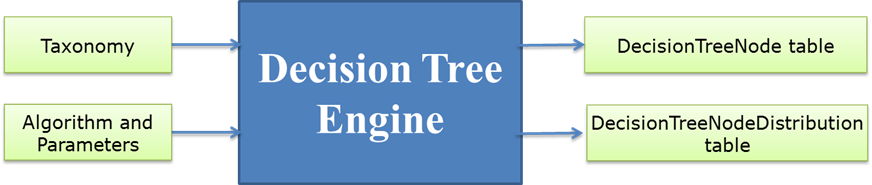 Taxonomy
Algorithm and
Parameters
Decision Tree
Engine
DecisionTreeNode table
DecisionTreeNodeDistribution
table